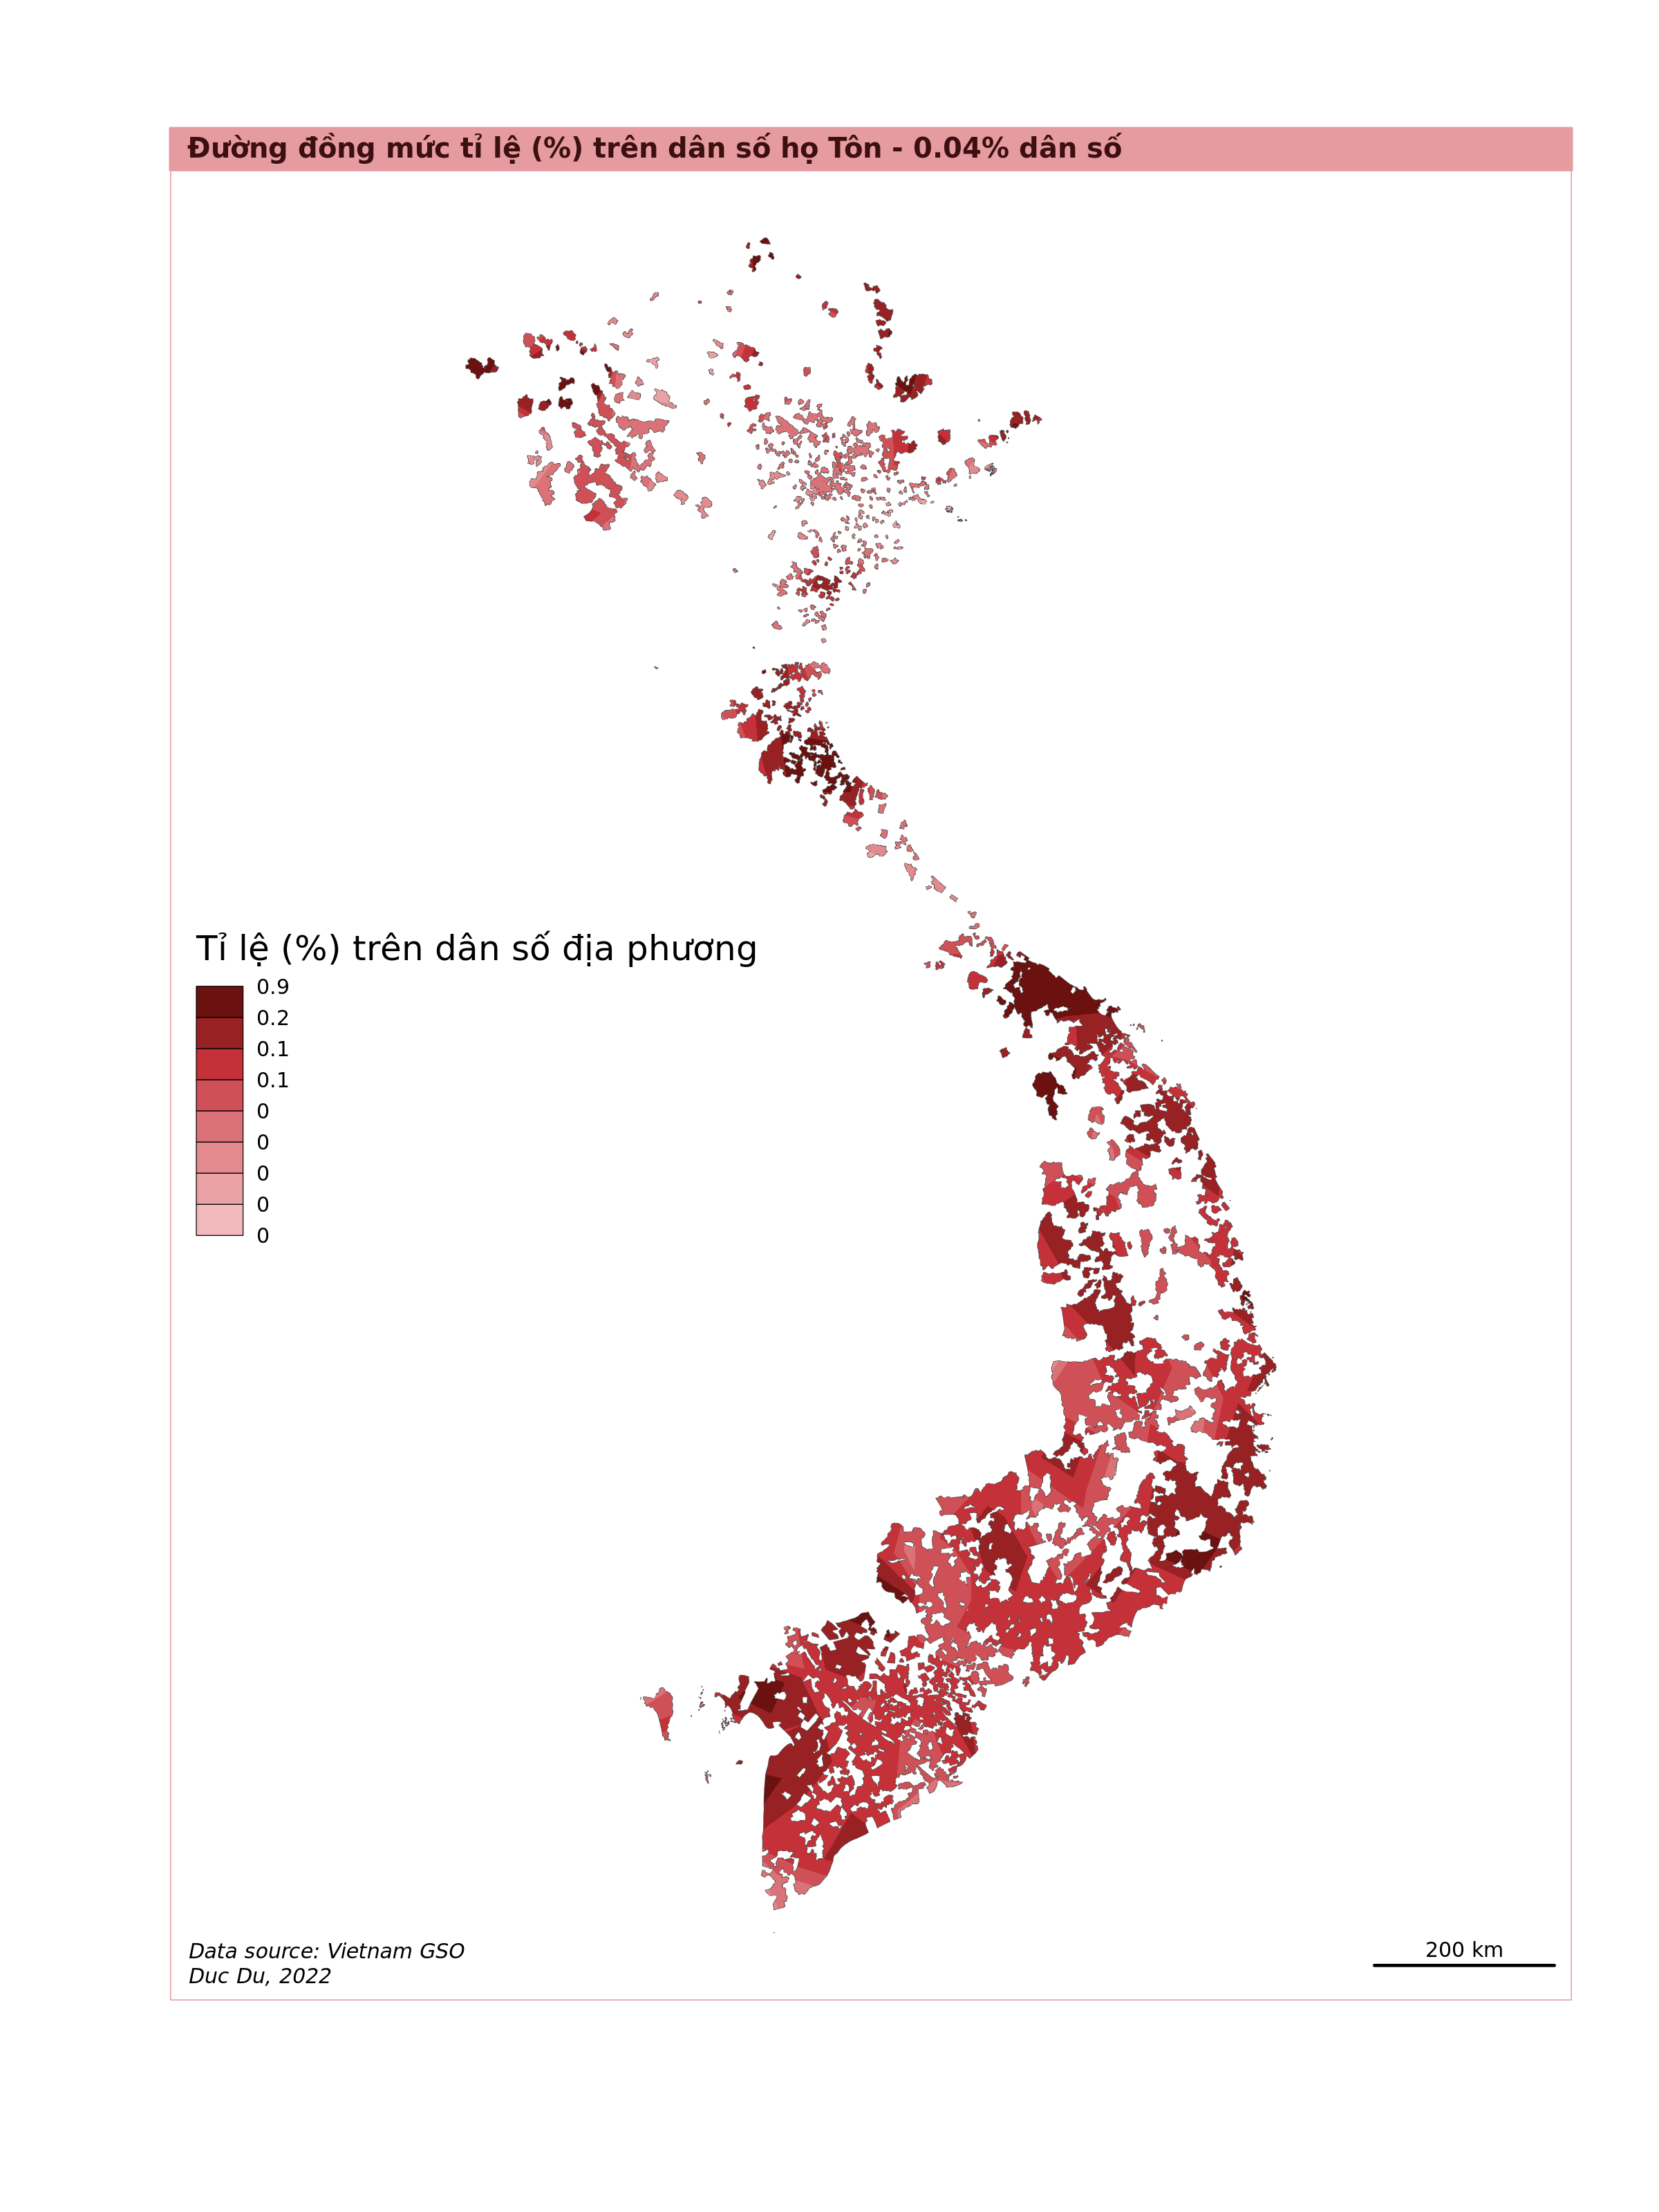 Đường đồng mức tỉ lệ (%) trên dân số họ Tôn - 0.04% dân số
Tỉ lệ (%) trên dân số địa phương
0.9
0.2
0.1
0.1
0
0
0
0
0
Data source: Vietnam GSO
Duc Du, 2022
200 km